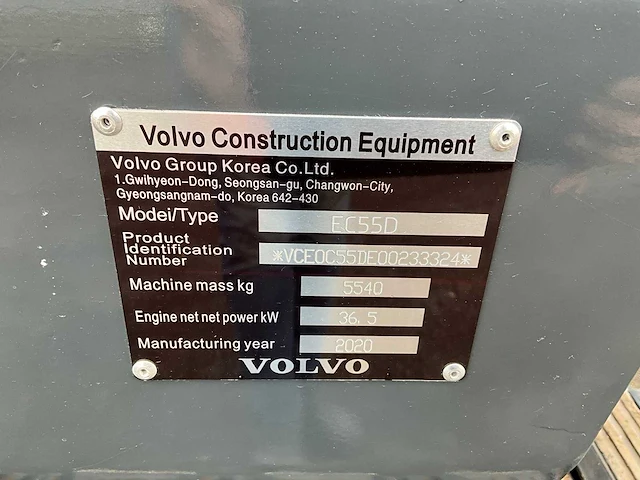 Volvo Construction Equipment
Volvo Group Korea Co.Ltd.
1.Gwihyeon-Dong, Seongsan-gu, Changwon-City,
Gyeongsangnam-do, Korea 642-430
Modei/Type EC55D
Product
Identification
Number *VCE0C55DE00233324*
Machine mass kg 5540
Engine net net power kW 36.5
Manufacturing year 2020
VOLVO